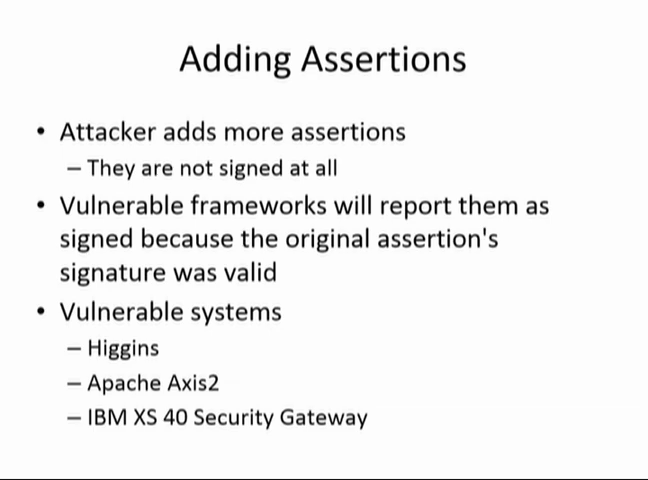 Adding Assertions
• Attacker adds more assertions
– They are not signed at all
• Vulnerable frameworks will report them as
signed because the original assertion's
signature was valid
• Vulnerable systems
– Higgins
– Apache Axis2
– IBM XS 40 Security Gateway